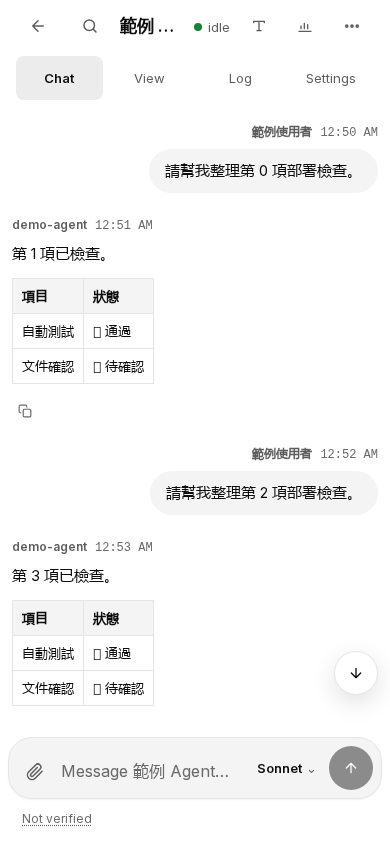 範例 …
idle
Chat
View
Log
Settings
範例使用者 12:50 AM
請幫我整理第 0 項部署檢查。
demo-agent 12:51 AM
第 1 項已檢查。
項目 狀態
自動測試 通過
文件確認 待確認
範例使用者 12:52 AM
請幫我整理第 2 項部署檢查。
demo-agent 12:53 AM
第 3 項已檢查。
項目 狀態
自動測試 通過
文件確認 待確認
Message 範例 Agent…
Sonnet
Not verified